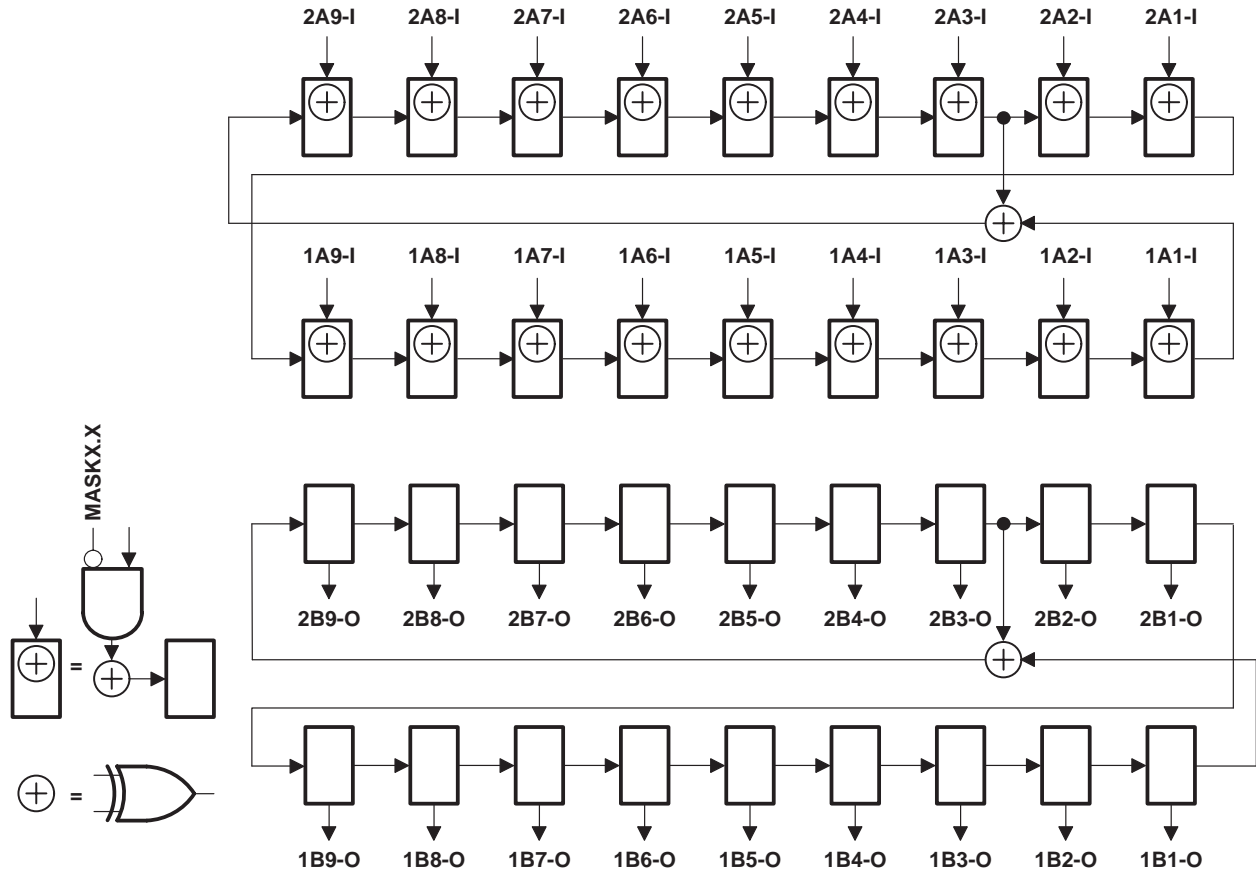 2A9-I 2A8-I 2A7-I 2A6-I 2A5-I 2A4-I 2A3-I 2A2-I 2A1-I
1A9-I 1A8-I 1A7-I 1A6-I 1A5-I 1A4-I 1A3-I 1A2-I 1A1-I
MASKX.X
2B9-O 2B8-O 2B7-O 2B6-O 2B5-O 2B4-O 2B3-O 2B2-O 2B1-O
=
=
1B9-O 1B8-O 1B7-O 1B6-O 1B5-O 1B4-O 1B3-O 1B2-O 1B1-O